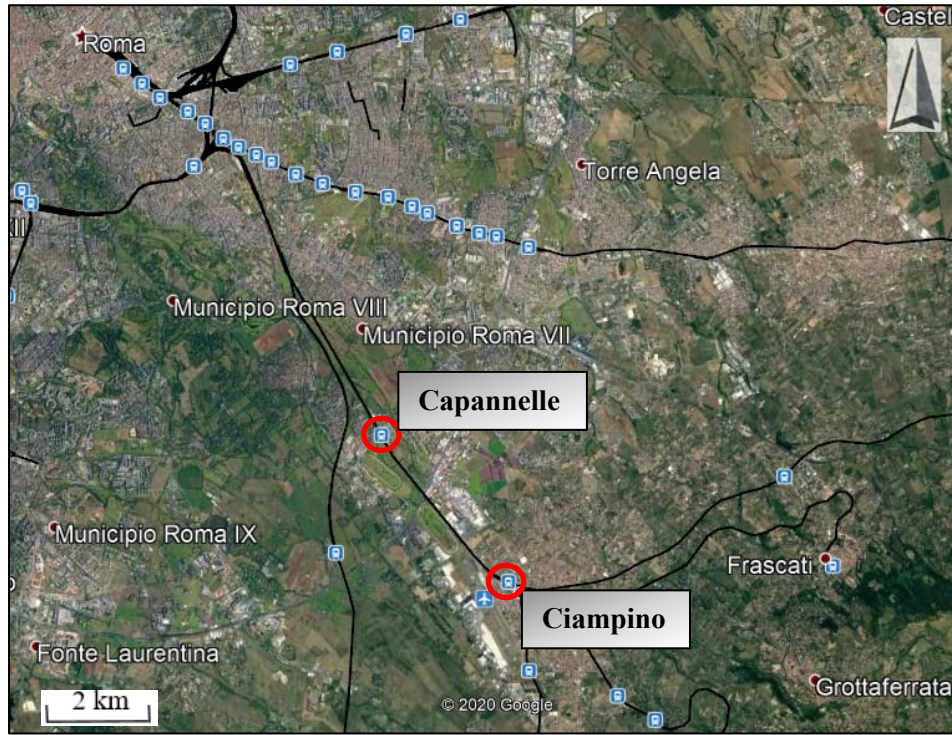 Roma
Castel
Torre Angela
XII
Municipio Roma VIII
Municipio Roma VII
Capannelle
Municipio Roma IX
Frascati
Ciampino
Fonte Laurentina
Grottaferrata
2 km
© 2020 Google